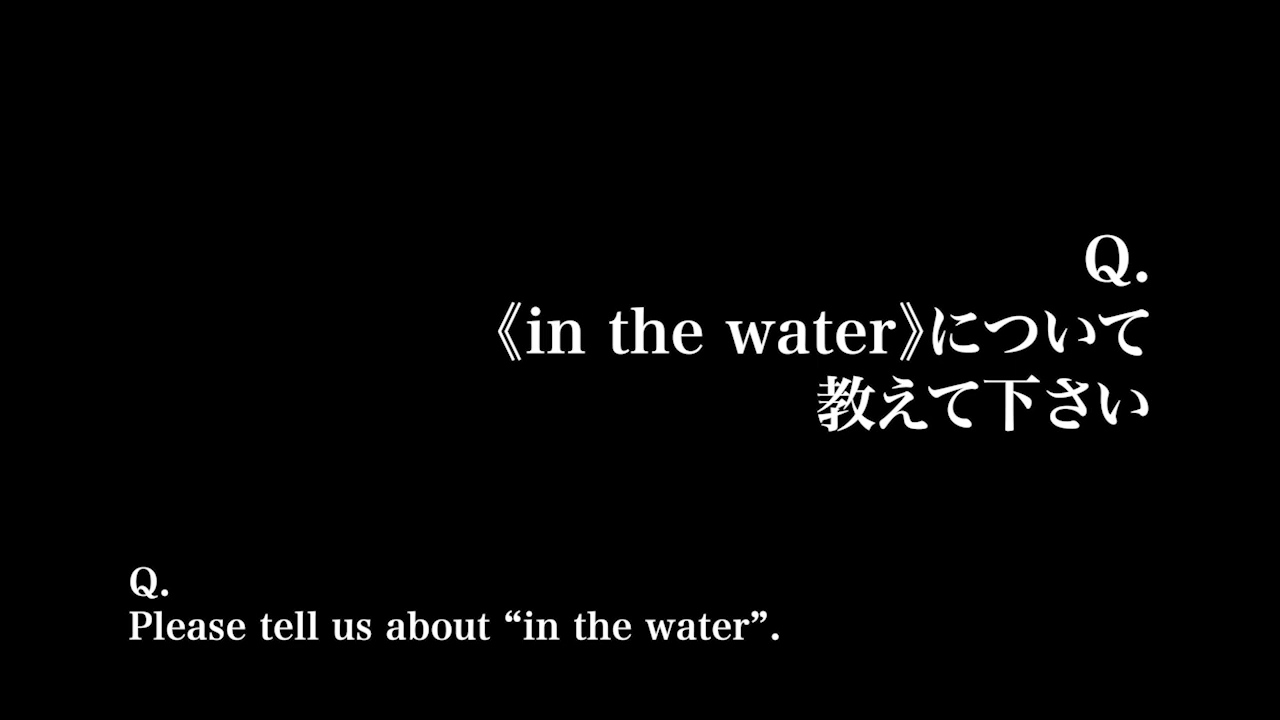 Q.
《in the water》について
教えて下さい
Q.
Please tell us about “in the water”.